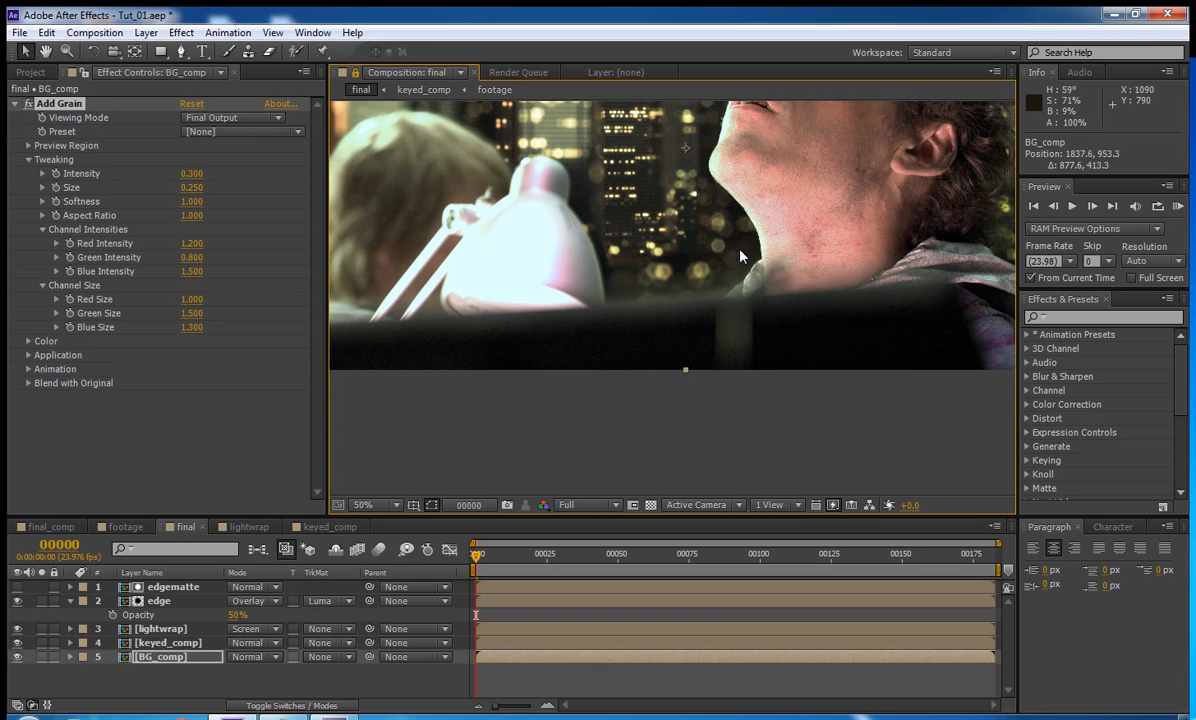 Adobe After Effects - Tut_01.aep *
File Edit Composition Layer Effect Animation View Window Help
Workspace: Standard Search Help
Project Effect Controls: BG_comp
final • BG_comp
fx Add Grain Reset About...
Viewing Mode Final Output
Preset [None]
Preview Region
Tweaking
Intensity 0.300
Size 0.250
Softness 1.000
Aspect Ratio 1.000
Channel Intensities
Red Intensity 1.200
Green Intensity 0.800
Blue Intensity 1.500
Channel Size
Red Size 1.000
Green Size 1.500
Blue Size 1.300
Color
Application
Animation
Blend with Original
Composition: final Render Queue Layer: (none)
final keyed_comp footage
50% 00000 Full Active Camera 1 View +0.0
Info Audio
H : 59° X : 1090
S : 71% Y : 790
B : 9%
A : 100%
BG_comp
Position: 1837.6, 953.3
Δ: 877.6, 413.3
Preview
RAM Preview Options
Frame Rate Skip Resolution
(23.98) 0 Auto
From Current Time Full Screen
Effects & Presets
* Animation Presets
3D Channel
Audio
Blur & Sharpen
Channel
Color Correction
Distort
Expression Controls
Generate
Keying
Knoll
Matte
final_comp footage final lightwrap keyed_comp
00000
0:00:00:00 (23.976 fps)
00025 00050 00075 00100 00125 00150 00175
# Layer Name Mode T TrkMat Parent
1 edgematte Normal None
2 edge Overlay Luma None
Opacity 50%
3 [lightwrap] Screen None None
4 [keyed_comp] Normal None None
5 [BG_comp] Normal None None
Toggle Switches / Modes
Paragraph Character
0 px 0 px 0 px
0 px 0 px